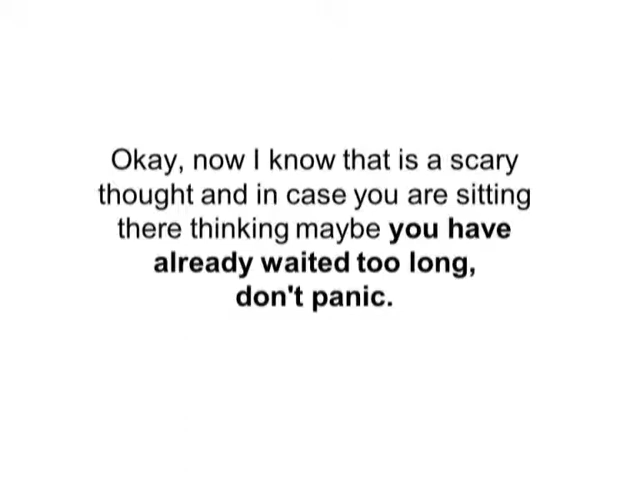 Okay, now I know that is a scary
thought and in case you are sitting
there thinking maybe you have
already waited too long,
don't panic.